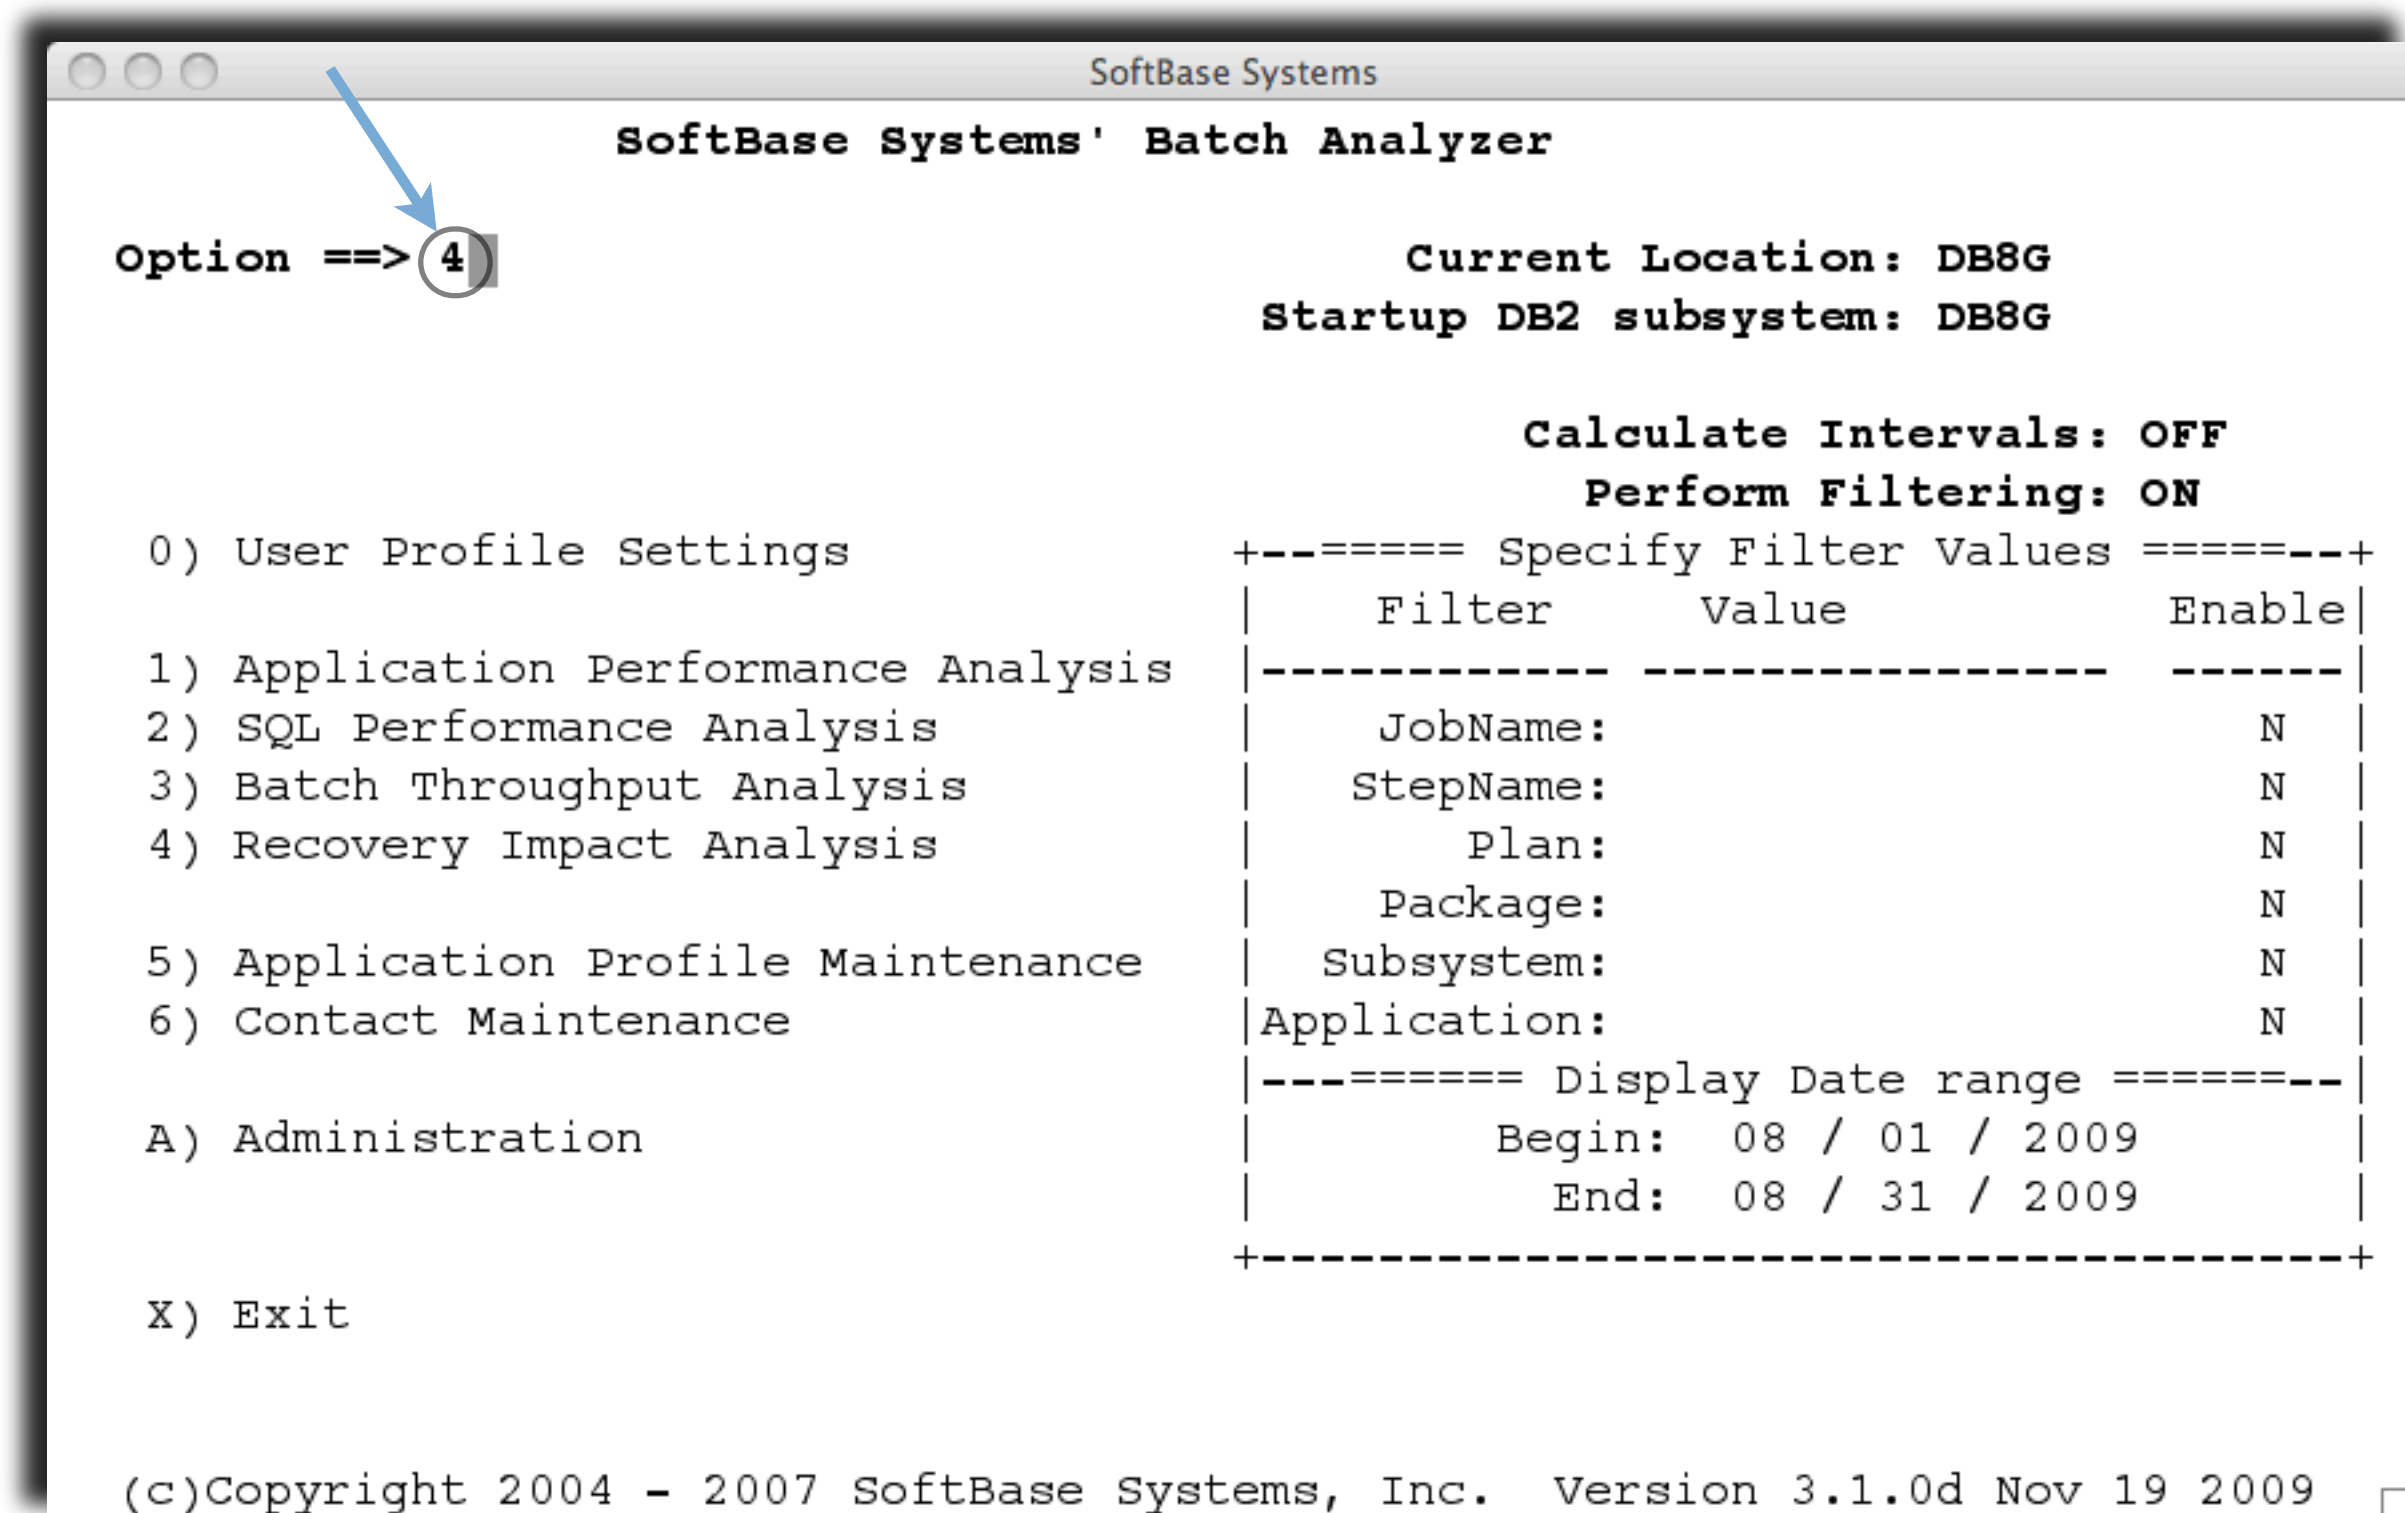 SoftBase Systems
SoftBase Systems' Batch Analyzer
Option ==> 4 Current Location: DB8G
Startup DB2 subsystem: DB8G
Calculate Intervals: OFF
Perform Filtering: ON
0) User Profile Settings +--===== Specify Filter Values =====--+
| Filter Value Enable|
1) Application Performance Analysis |------------ ---------------- ------|
2) SQL Performance Analysis | JobName: N |
3) Batch Throughput Analysis | StepName: N |
4) Recovery Impact Analysis | Plan: N |
| Package: N |
5) Application Profile Maintenance | Subsystem: N |
6) Contact Maintenance |Application: N |
|---====== Display Date range ======--|
A) Administration | Begin: 08 / 01 / 2009 |
| End: 08 / 31 / 2009 |
+-------------------------------------+
X) Exit
(c)Copyright 2004 - 2007 SoftBase Systems, Inc. Version 3.1.0d Nov 19 2009